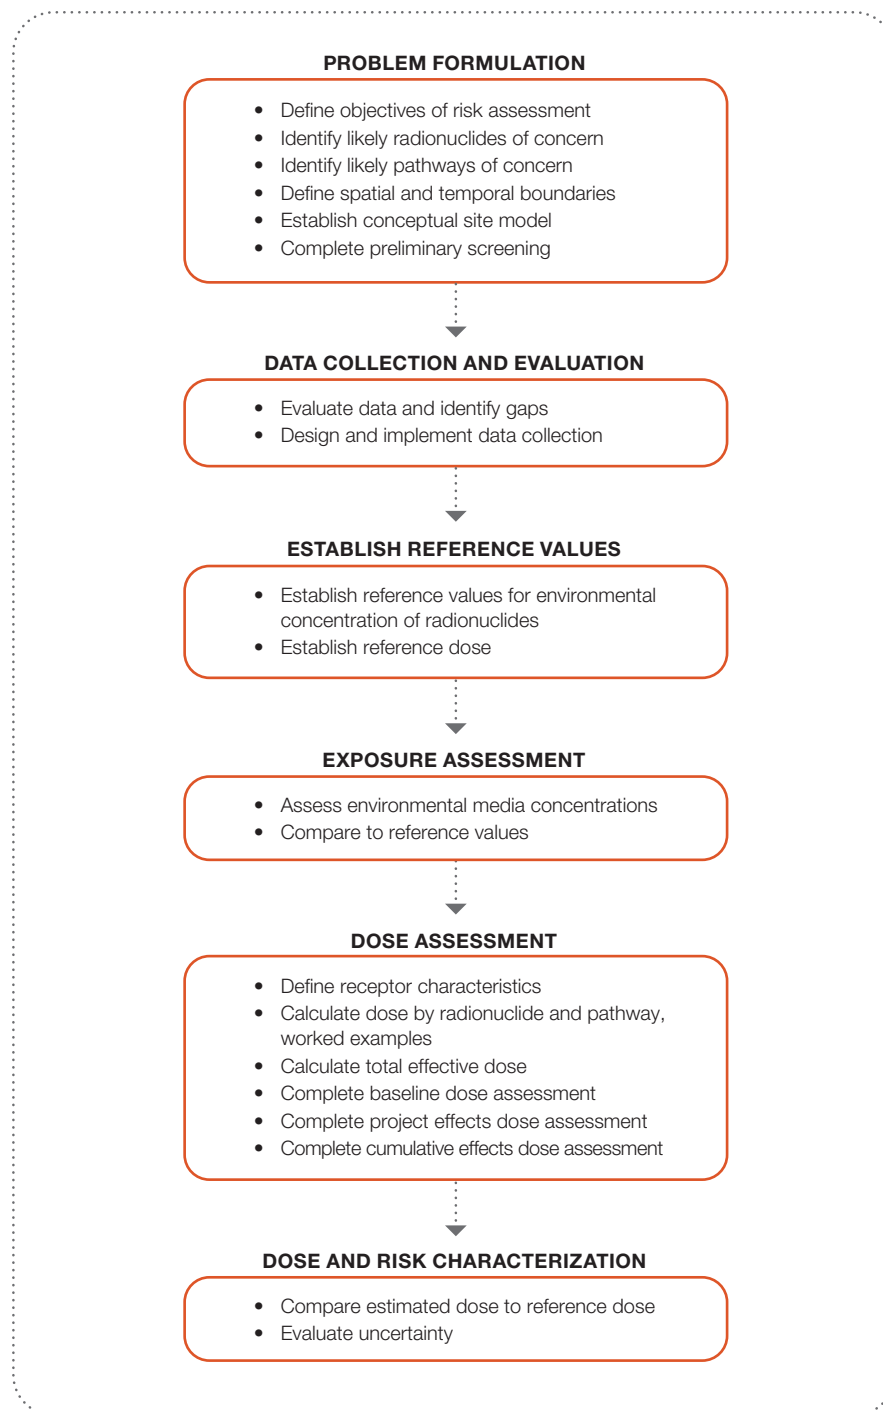 PROBLEM FORMULATION
• Define objectives of risk assessment
• Identify likely radionuclides of concern
• Identify likely pathways of concern
• Define spatial and temporal boundaries
• Establish conceptual site model
• Complete preliminary screening
DATA COLLECTION AND EVALUATION
• Evaluate data and identify gaps
• Design and implement data collection
ESTABLISH REFERENCE VALUES
• Establish reference values for environmental
concentration of radionuclides
• Establish reference dose
EXPOSURE ASSESSMENT
• Assess environmental media concentrations
• Compare to reference values
DOSE ASSESSMENT
• Define receptor characteristics
• Calculate dose by radionuclide and pathway,
worked examples
• Calculate total effective dose
• Complete baseline dose assessment
• Complete project effects dose assessment
• Complete cumulative effects dose assessment
DOSE AND RISK CHARACTERIZATION
• Compare estimated dose to reference dose
• Evaluate uncertainty